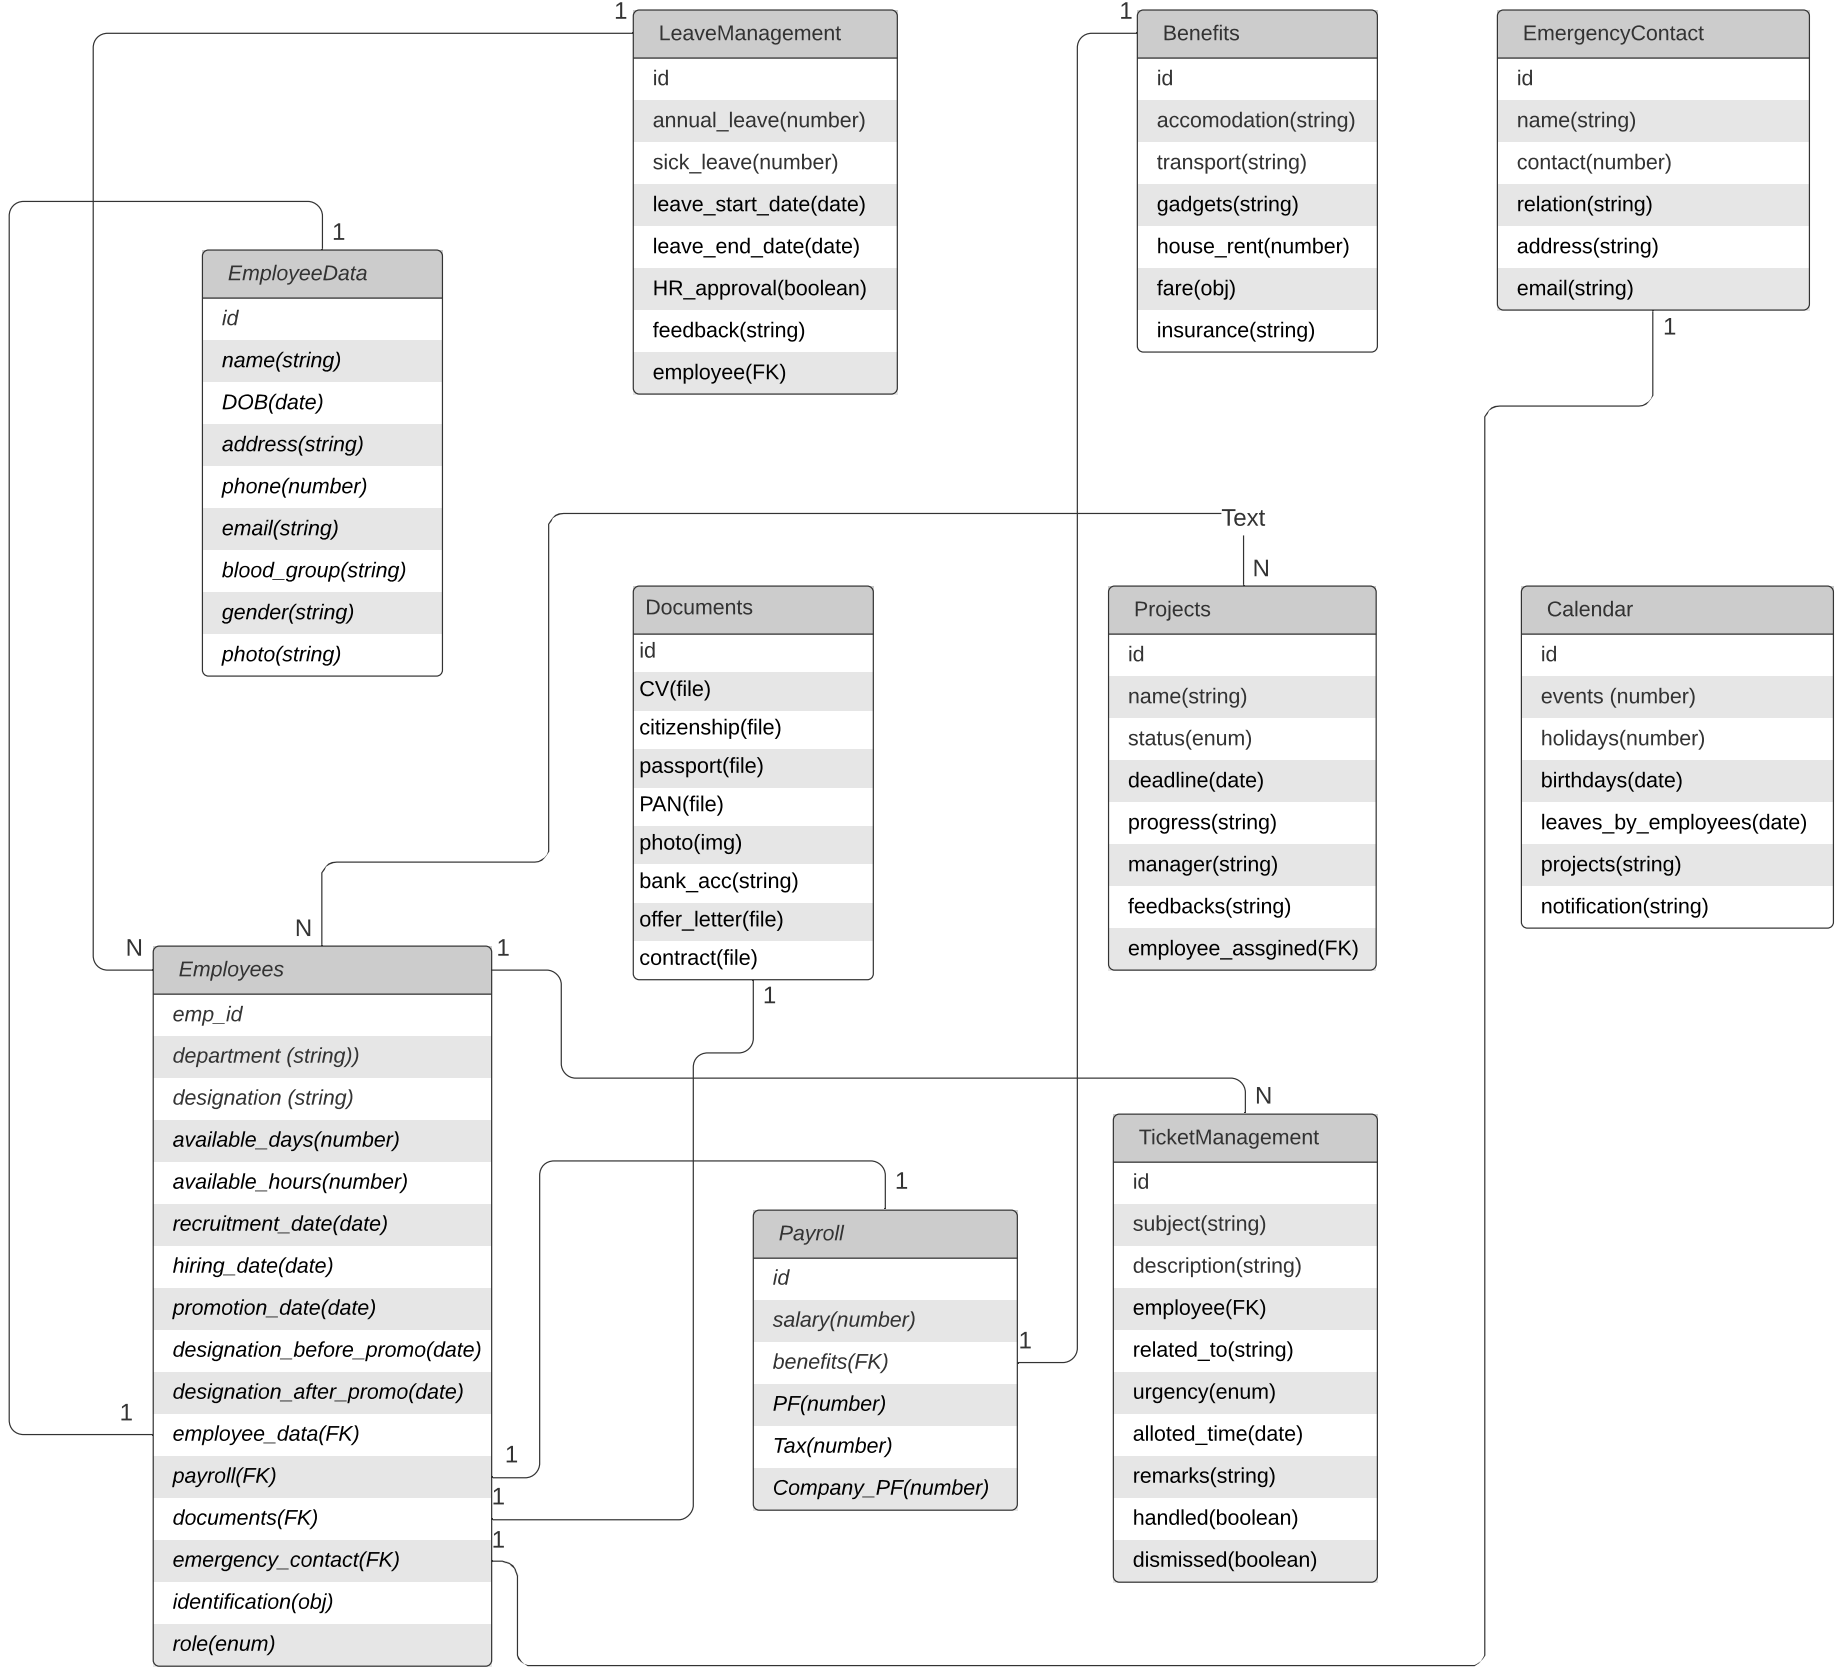 1
LeaveManagement
id
annual_leave(number)
sick_leave(number)
leave_start_date(date)
leave_end_date(date)
HR_approval(boolean)
feedback(string)
employee(FK)
1
Benefits
id
accomodation(string)
transport(string)
gadgets(string)
house_rent(number)
fare(obj)
insurance(string)
EmergencyContact
id
name(string)
contact(number)
relation(string)
address(string)
email(string)
1
1
EmployeeData
id
name(string)
DOB(date)
address(string)
phone(number)
email(string)
blood_group(string)
gender(string)
photo(string)
Text
N
Documents
id
CV(file)
citizenship(file)
passport(file)
PAN(file)
photo(img)
bank_acc(string)
offer_letter(file)
contract(file)
1
Projects
id
name(string)
status(enum)
deadline(date)
progress(string)
manager(string)
feedbacks(string)
employee_assgined(FK)
Calendar
id
events (number)
holidays(number)
birthdays(date)
leaves_by_employees(date)
projects(string)
notification(string)
N
N
1
Employees
emp_id
department (string))
designation (string)
available_days(number)
available_hours(number)
recruitment_date(date)
hiring_date(date)
promotion_date(date)
designation_before_promo(date)
designation_after_promo(date)
1
employee_data(FK)
1
payroll(FK)
1
documents(FK)
1
emergency_contact(FK)
identification(obj)
role(enum)
1
Payroll
id
salary(number)
1
benefits(FK)
PF(number)
Tax(number)
Company_PF(number)
N
TicketManagement
id
subject(string)
description(string)
employee(FK)
related_to(string)
urgency(enum)
alloted_time(date)
remarks(string)
handled(boolean)
dismissed(boolean)